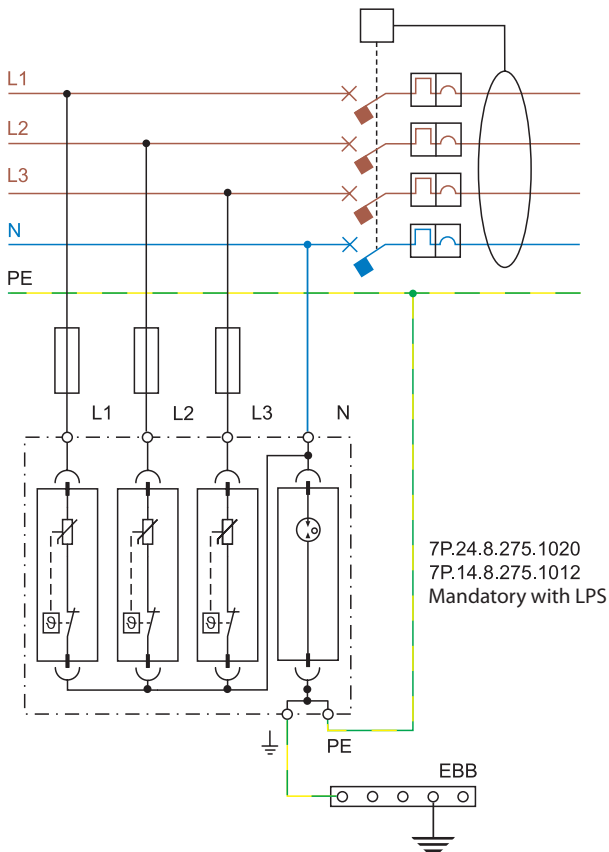 L1
L2
L3
N
PE
L1 L2 L3 N
ϑ ϑ ϑ
7P.24.8.275.1020
7P.14.8.275.1012
Mandatory with LPS
PE
EBB